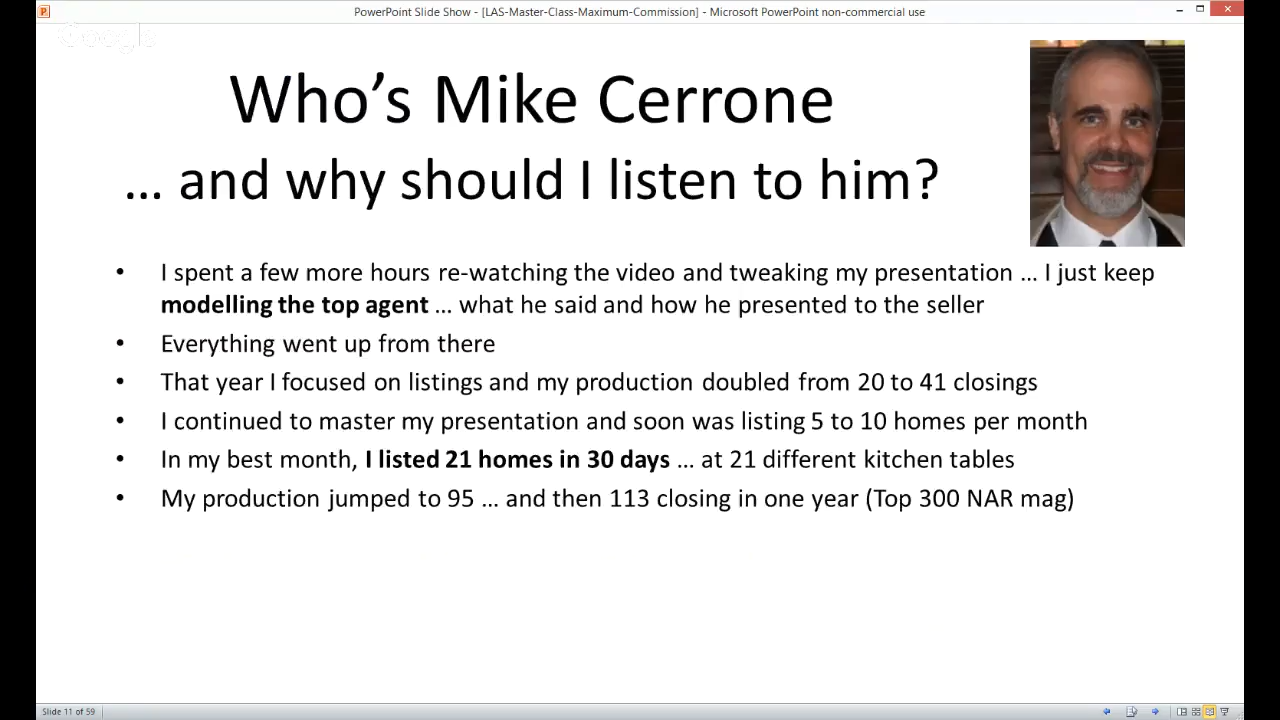 PowerPoint Slide Show - [LAS-Master-Class-Maximum-Commission] - Microsoft PowerPoint non-commercial use
Google
Who's Mike Cerrone
... and why should I listen to him?
• I spent a few more hours re-watching the video and tweaking my presentation ... I just keep
modelling the top agent ... what he said and how he presented to the seller
• Everything went up from there
• That year I focused on listings and my production doubled from 20 to 41 closings
• I continued to master my presentation and soon was listing 5 to 10 homes per month
• In my best month, I listed 21 homes in 30 days ... at 21 different kitchen tables
• My production jumped to 95 ... and then 113 closing in one year (Top 300 NAR mag)
Slide 11 of 59